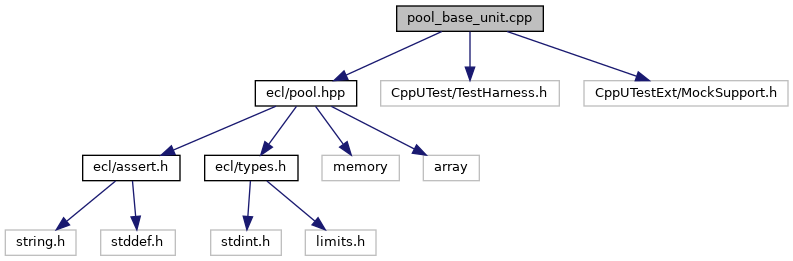 pool_base_unit.cpp
ecl/pool.hpp
CppUTest/TestHarness.h
CppUTestExt/MockSupport.h
ecl/assert.h
ecl/types.h
memory
array
string.h
stddef.h
stdint.h
limits.h